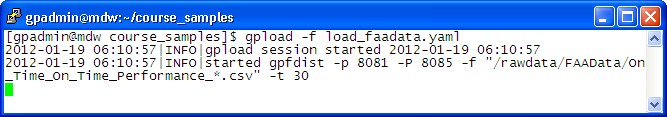 gpadmin@mdw:~/course_samples
[gpadmin@mdw course_samples]$ gpload -f load_faadata.yaml
2012-01-19 06:10:57|INFO|gpload session started 2012-01-19 06:10:57
2012-01-19 06:10:57|INFO|started gpfdist -p 8081 -P 8085 -f "/rawdata/FAAData/On
_Time_On_Time_Performance_*.csv" -t 30